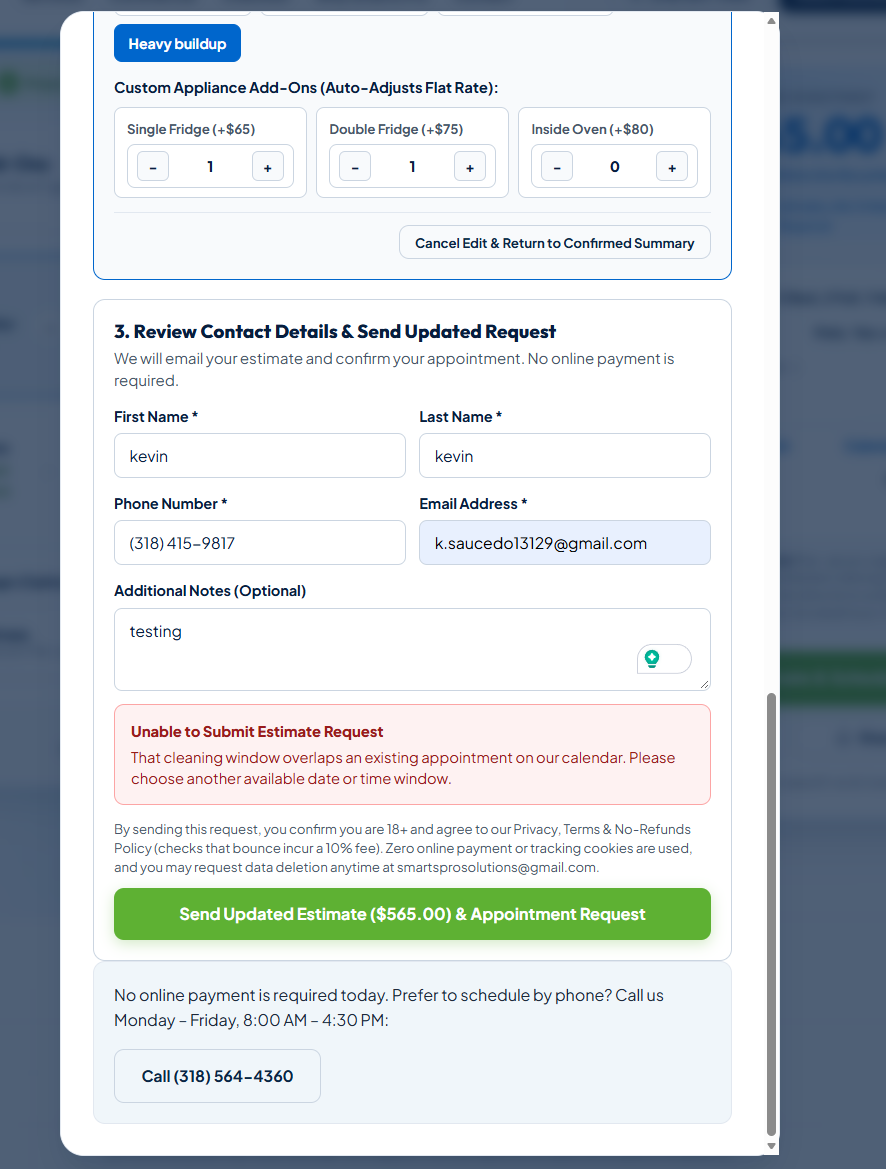 Heavy buildup
Custom Appliance Add-Ons (Auto-Adjusts Flat Rate):
Single Fridge (+$65)
Double Fridge (+$75)
Inside Oven (+$80)
– 1 +
– 1 +
– 0 +
Cancel Edit & Return to Confirmed Summary
3. Review Contact Details & Send Updated Request
We will email your estimate and confirm your appointment. No online payment is
required.
First Name *
Last Name *
kevin
kevin
Phone Number *
Email Address *
(318) 415-9817
k.saucedo13129@gmail.com
Additional Notes (Optional)
testing
Unable to Submit Estimate Request
That cleaning window overlaps an existing appointment on our calendar. Please
choose another available date or time window.
By sending this request, you confirm you are 18+ and agree to our Privacy, Terms & No-Refunds
Policy (checks that bounce incur a 10% fee). Zero online payment or tracking cookies are used,
and you may request data deletion anytime at smartsprosolutions@gmail.com.
Send Updated Estimate ($565.00) & Appointment Request
No online payment is required today. Prefer to schedule by phone? Call us
Monday – Friday, 8:00 AM – 4:30 PM:
Call (318) 564-4360
5.00